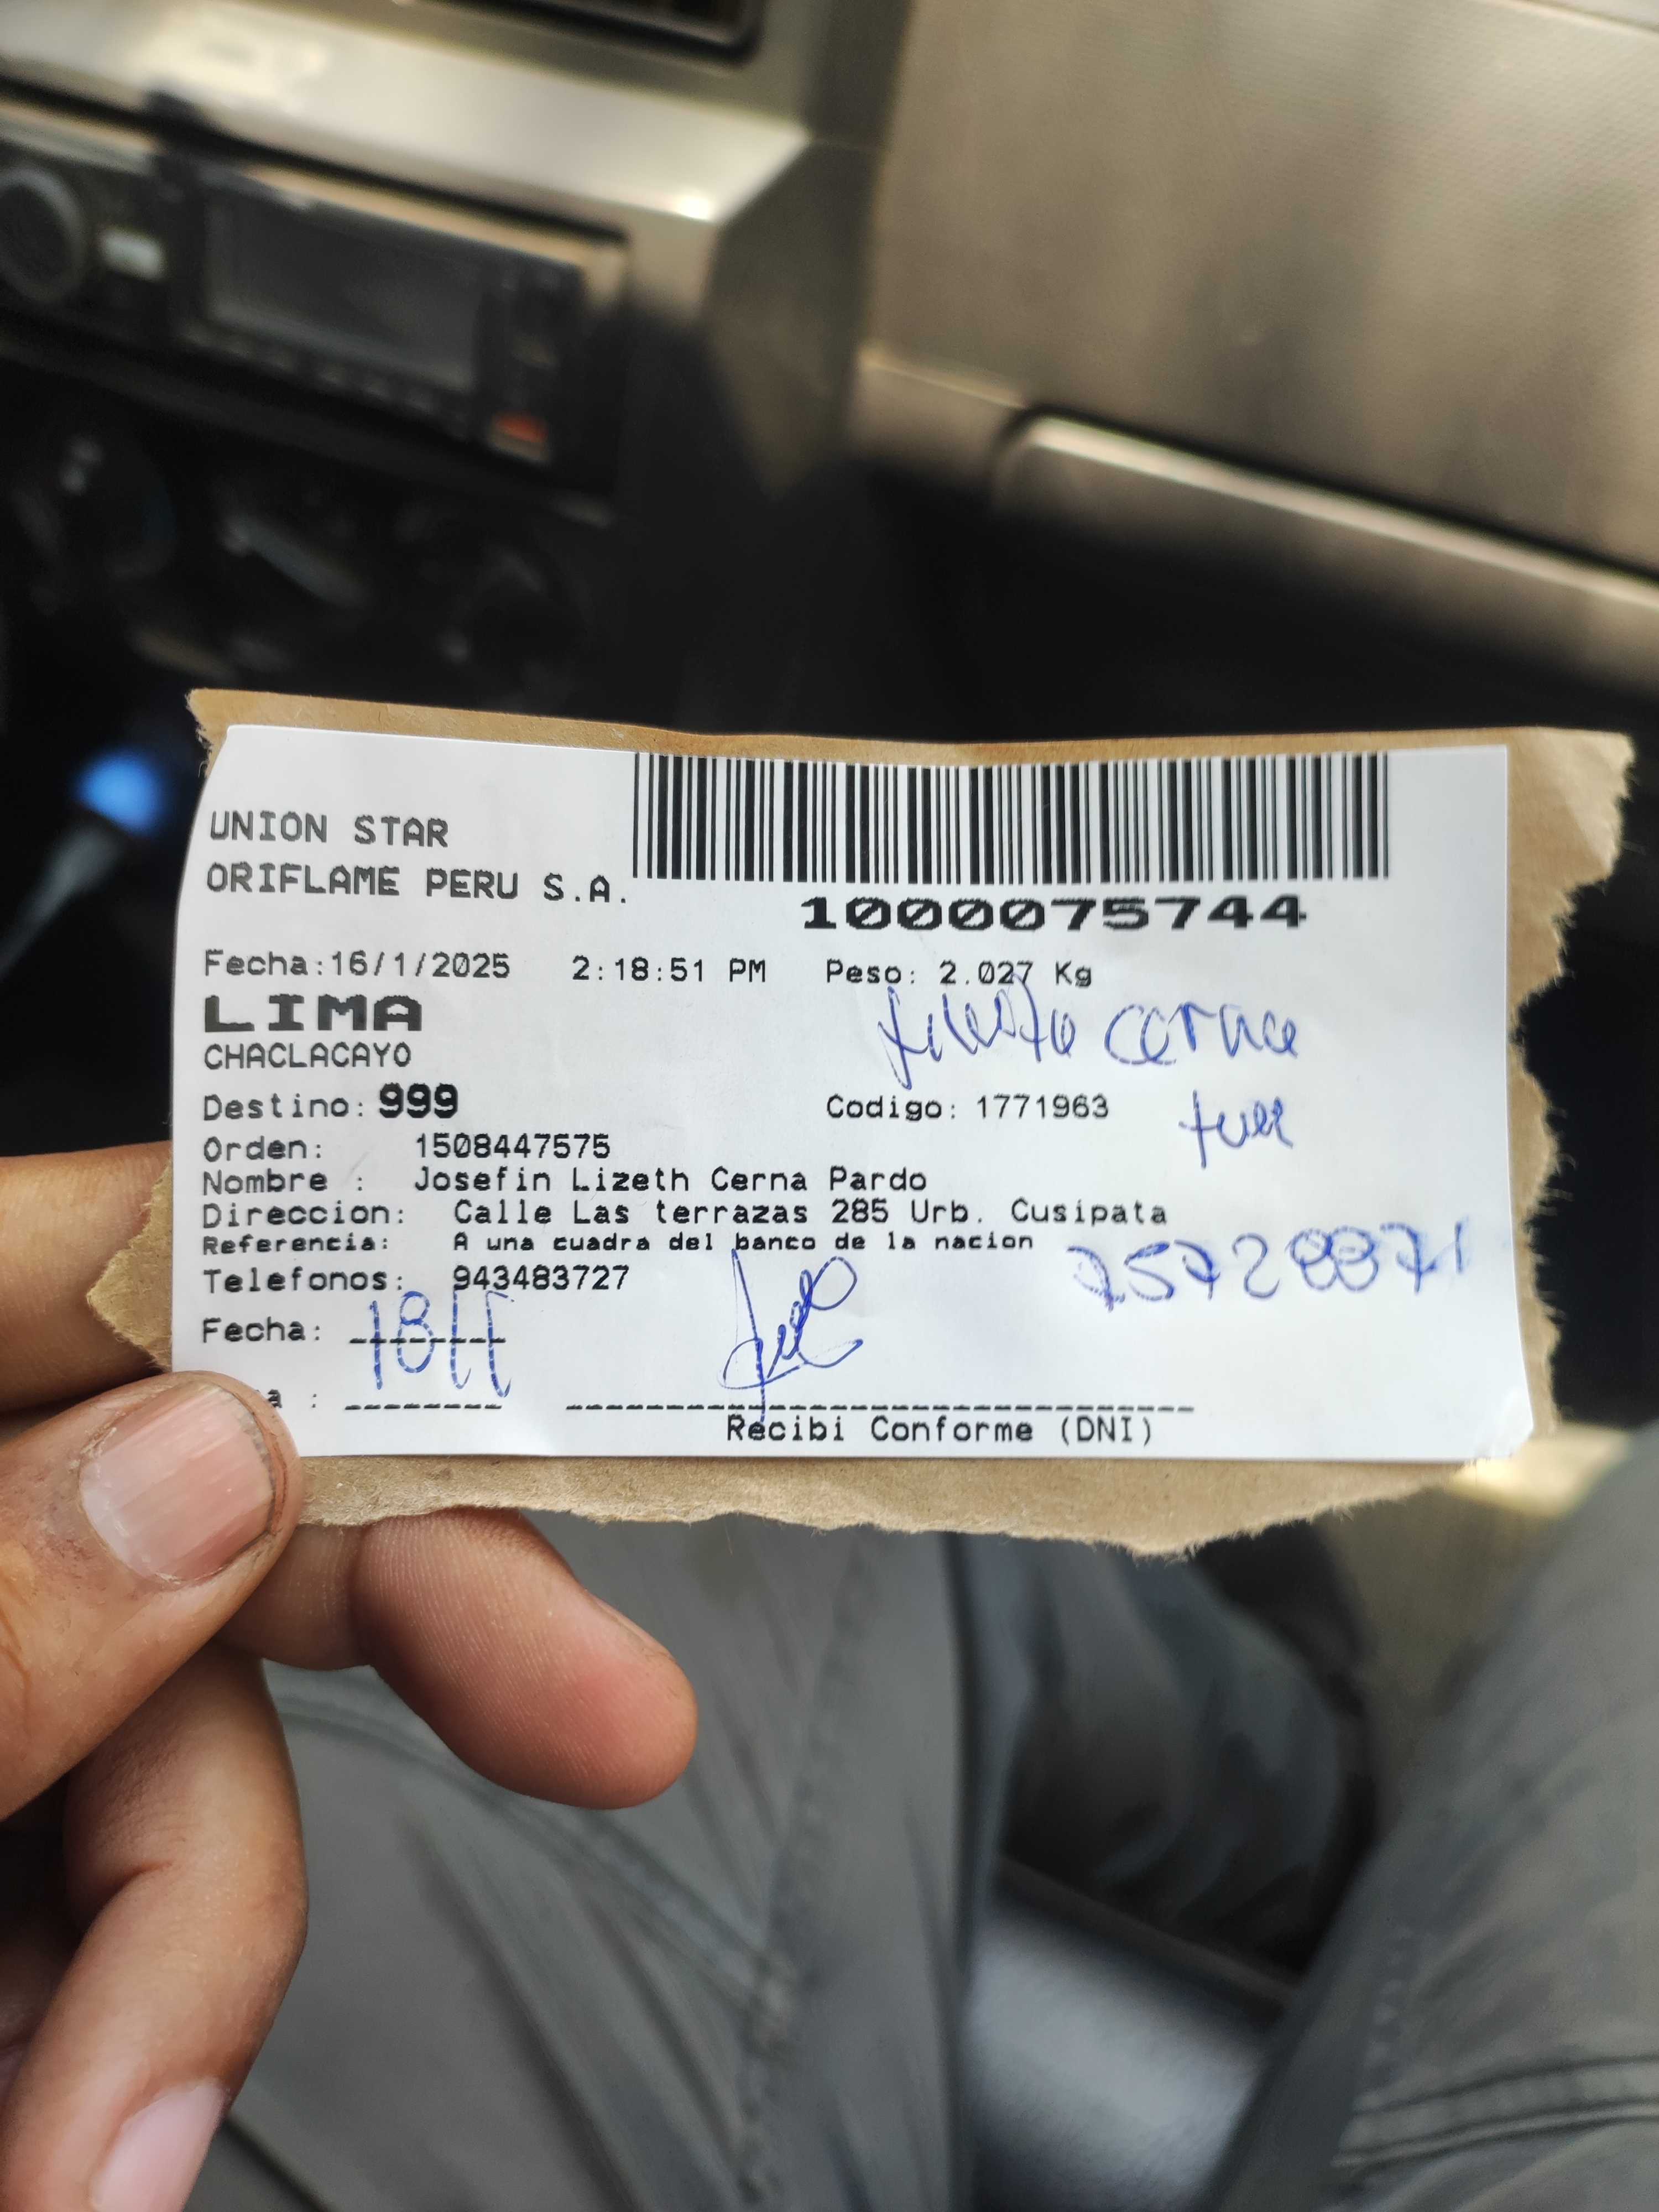 UNION STAR
ORIFLAME PERU S.A.
1000075744
Fecha:16/1/2025 2:18:51 PM Peso: 2.027 Kg
LIMA
CHACLACAYO
cerna
Destino: 999 Codigo: 1771963
Orden: 1508447575
Nombre : Josefin Lizeth Cerna Pardo
Direccion: Calle Las terrazas 285 Urb. Cusipata
Referencia: A una cuadra del banco de la nacion
75728871
Telefonos: 943483727
Fecha:
a :
Recibi Conforme (DNI)